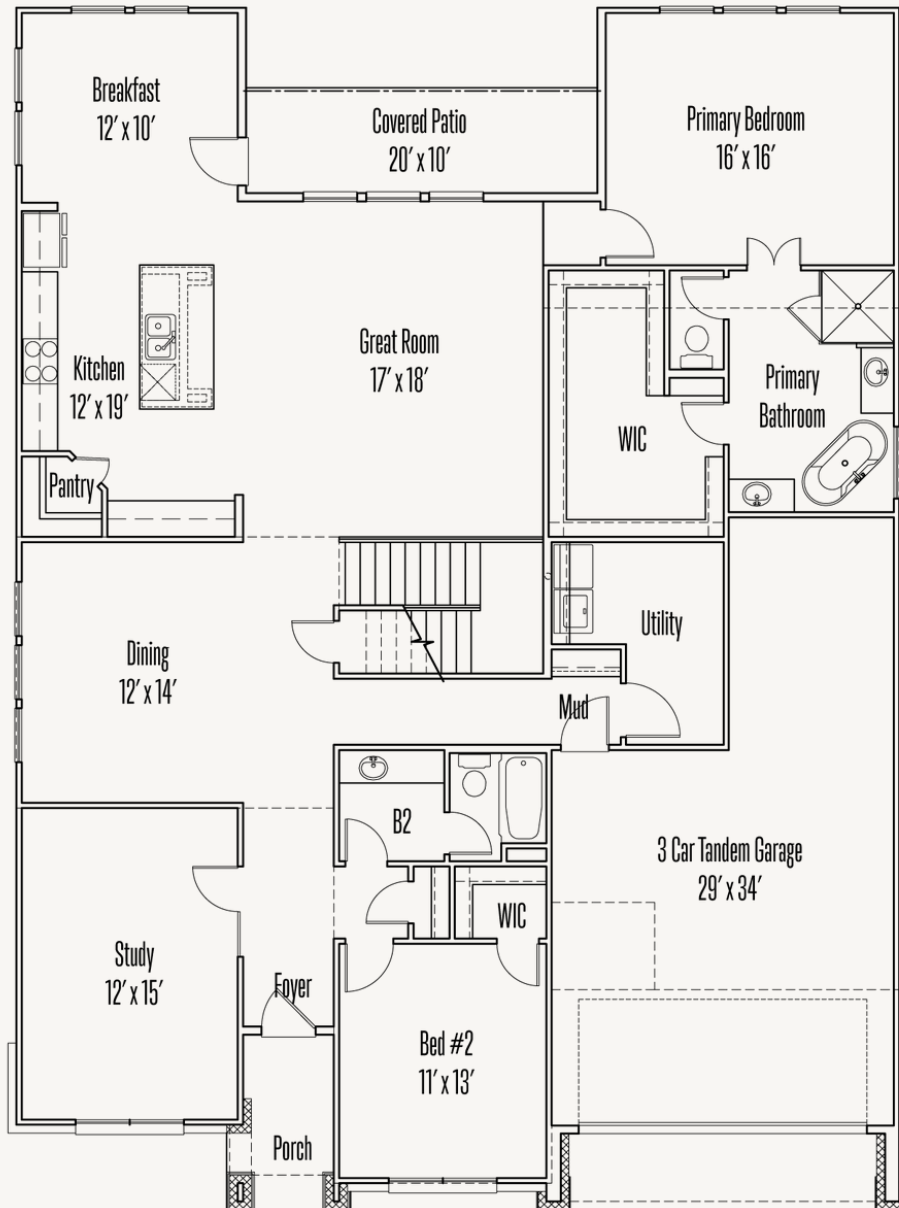 Breakfast
12' x 10'
Covered Patio
20' x 10'
Primary Bedroom
16' x 16'
Great Room
17' x 18'
Kitchen
12' x 19'
Primary
Bathroom
WIC
Pantry
Utility
Dining
12' x 14'
Mud
B2
3 Car Tandem Garage
29' x 34'
WIC
Study
12' x 15'
Foyer
Bed #2
11' x 13'
Porch